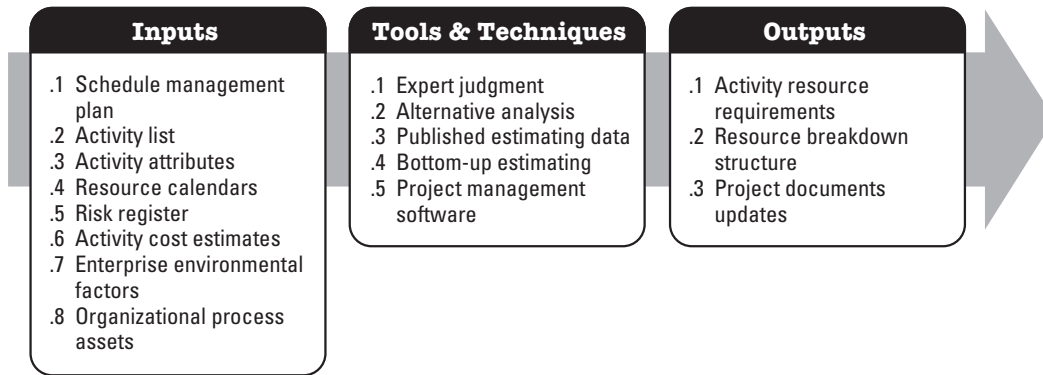 Inputs
.1 Schedule management
plan
.2 Activity list
.3 Activity attributes
.4 Resource calendars
.5 Risk register
.6 Activity cost estimates
.7 Enterprise environmental
factors
.8 Organizational process
assets
Tools & Techniques
.1 Expert judgment
.2 Alternative analysis
.3 Published estimating data
.4 Bottom-up estimating
.5 Project management
software
Outputs
.1 Activity resource
requirements
.2 Resource breakdown
structure
.3 Project documents
updates